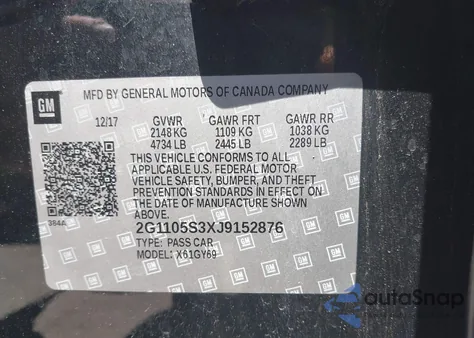 GM
MFD BY GENERAL MOTORS OF CANADA COMPANY
12/17 GVWR GAWR FRT GAWR RR
2148 KG 1109 KG 1038 KG
4734 LB 2445 LB 2289 LB
THIS VEHICLE CONFORMS TO ALL
APPLICABLE U.S. FEDERAL MOTOR
VEHICLE SAFETY, BUMPER, AND THEFT
PREVENTION STANDARDS IN EFFECT ON
THE DATE OF MANUFACTURE SHOWN
ABOVE.
3844
2G1105S3XJ9152876
TYPE: PASS CAR
MODEL: X61GY69
autoSnap